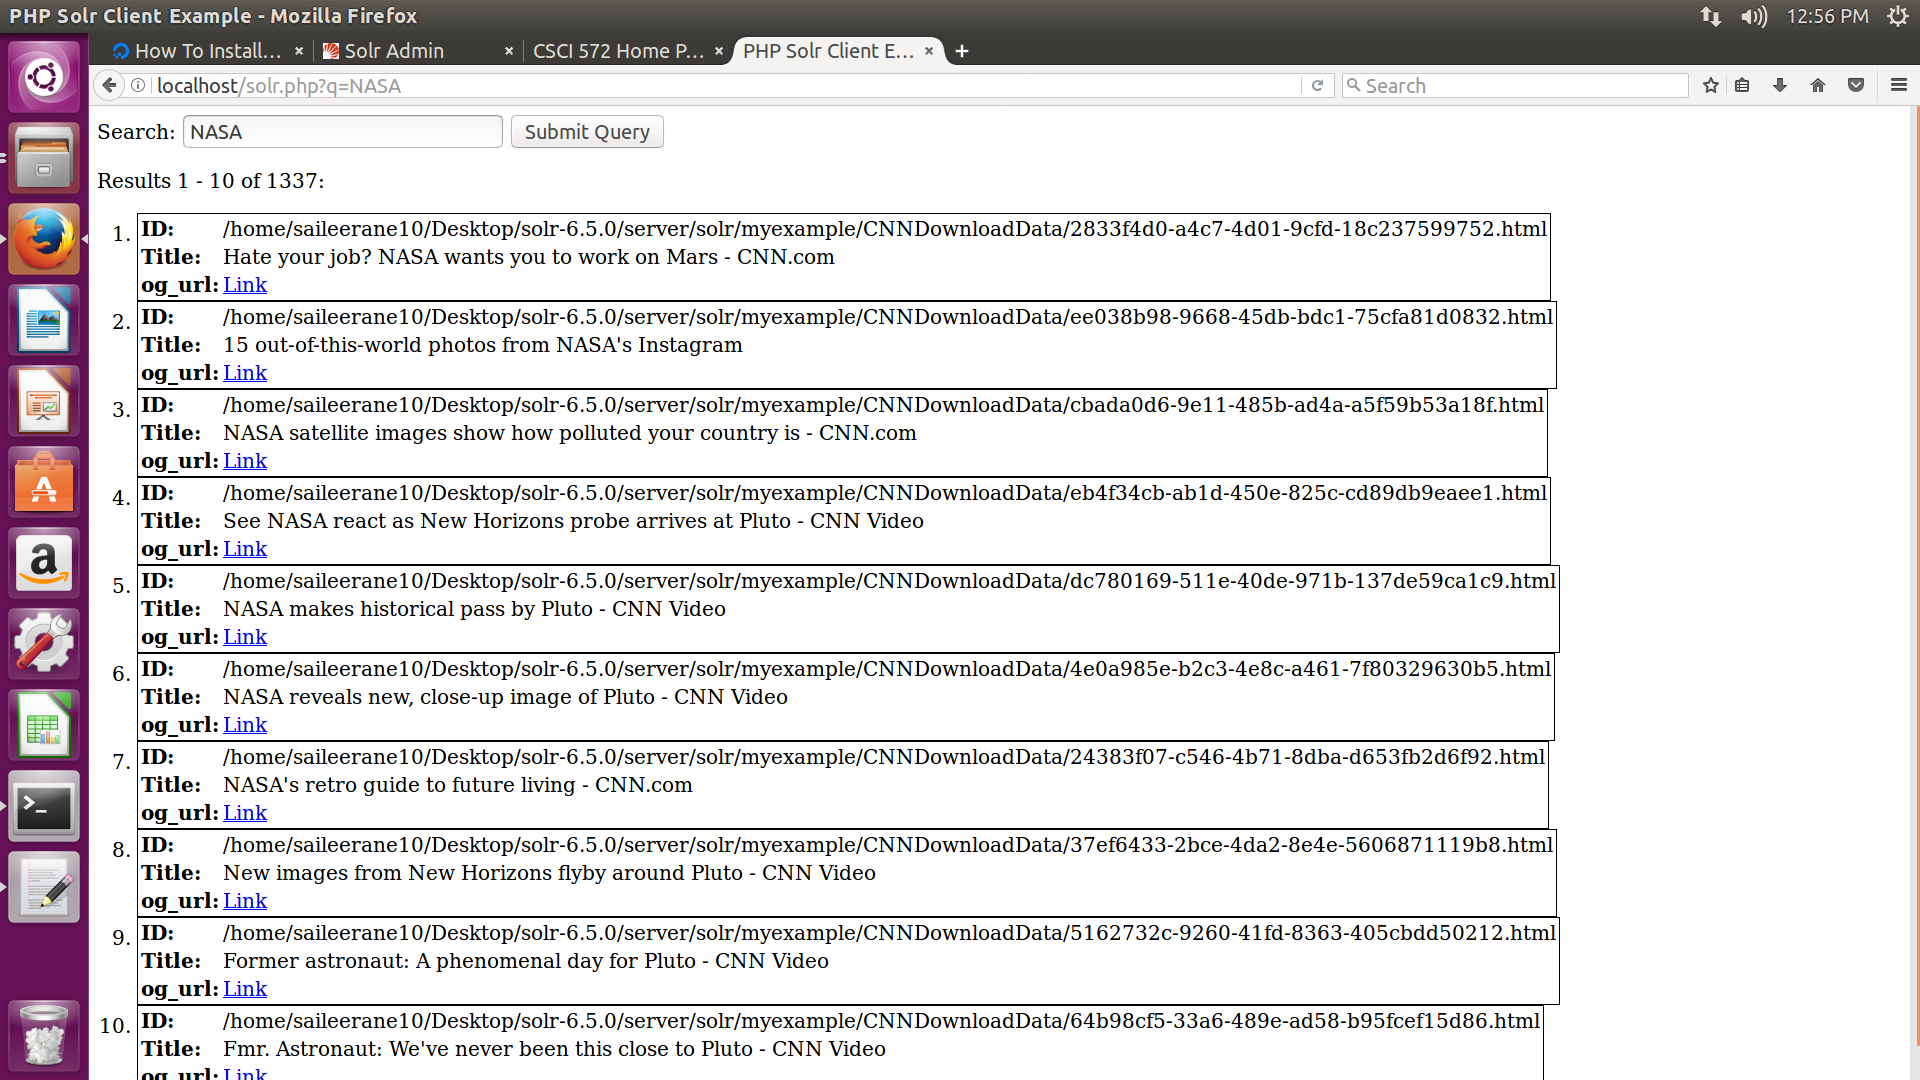 PHP Solr Client Example - Mozilla Firefox
12:56 PM
How To Install...
Solr Admin
CSCI 572 Home P...
PHP Solr Client E...
localhost/solr.php?q=NASA
Search
Search: NASA Submit Query
Results 1 - 10 of 1337:
1. ID: /home/saileerane10/Desktop/solr-6.5.0/server/solr/myexample/CNNDownloadData/2833f4d0-a4c7-4d01-9cfd-18c237599752.html
Title: Hate your job? NASA wants you to work on Mars - CNN.com
og_url: Link
2. ID: /home/saileerane10/Desktop/solr-6.5.0/server/solr/myexample/CNNDownloadData/ee038b98-9668-45db-bdc1-75cfa81d0832.html
Title: 15 out-of-this-world photos from NASA's Instagram
og_url: Link
3. ID: /home/saileerane10/Desktop/solr-6.5.0/server/solr/myexample/CNNDownloadData/cbada0d6-9e11-485b-ad4a-a5f59b53a18f.html
Title: NASA satellite images show how polluted your country is - CNN.com
og_url: Link
4. ID: /home/saileerane10/Desktop/solr-6.5.0/server/solr/myexample/CNNDownloadData/eb4f34cb-ab1d-450e-825c-cd89db9eaee1.html
Title: See NASA react as New Horizons probe arrives at Pluto - CNN Video
og_url: Link
5. ID: /home/saileerane10/Desktop/solr-6.5.0/server/solr/myexample/CNNDownloadData/dc780169-511e-40de-971b-137de59ca1c9.html
Title: NASA makes historical pass by Pluto - CNN Video
og_url: Link
6. ID: /home/saileerane10/Desktop/solr-6.5.0/server/solr/myexample/CNNDownloadData/4e0a985e-b2c3-4e8c-a461-7f80329630b5.html
Title: NASA reveals new, close-up image of Pluto - CNN Video
og_url: Link
7. ID: /home/saileerane10/Desktop/solr-6.5.0/server/solr/myexample/CNNDownloadData/24383f07-c546-4b71-8dba-d653fb2d6f92.html
Title: NASA's retro guide to future living - CNN.com
og_url: Link
8. ID: /home/saileerane10/Desktop/solr-6.5.0/server/solr/myexample/CNNDownloadData/37ef6433-2bce-4da2-8e4e-5606871119b8.html
Title: New images from New Horizons flyby around Pluto - CNN Video
og_url: Link
9. ID: /home/saileerane10/Desktop/solr-6.5.0/server/solr/myexample/CNNDownloadData/5162732c-9260-41fd-8363-405cbdd50212.html
Title: Former astronaut: A phenomenal day for Pluto - CNN Video
og_url: Link
10. ID: /home/saileerane10/Desktop/solr-6.5.0/server/solr/myexample/CNNDownloadData/64b98cf5-33a6-489e-ad58-b95fcef15d86.html
Title: Fmr. Astronaut: We've never been this close to Pluto - CNN Video
og_url: Link